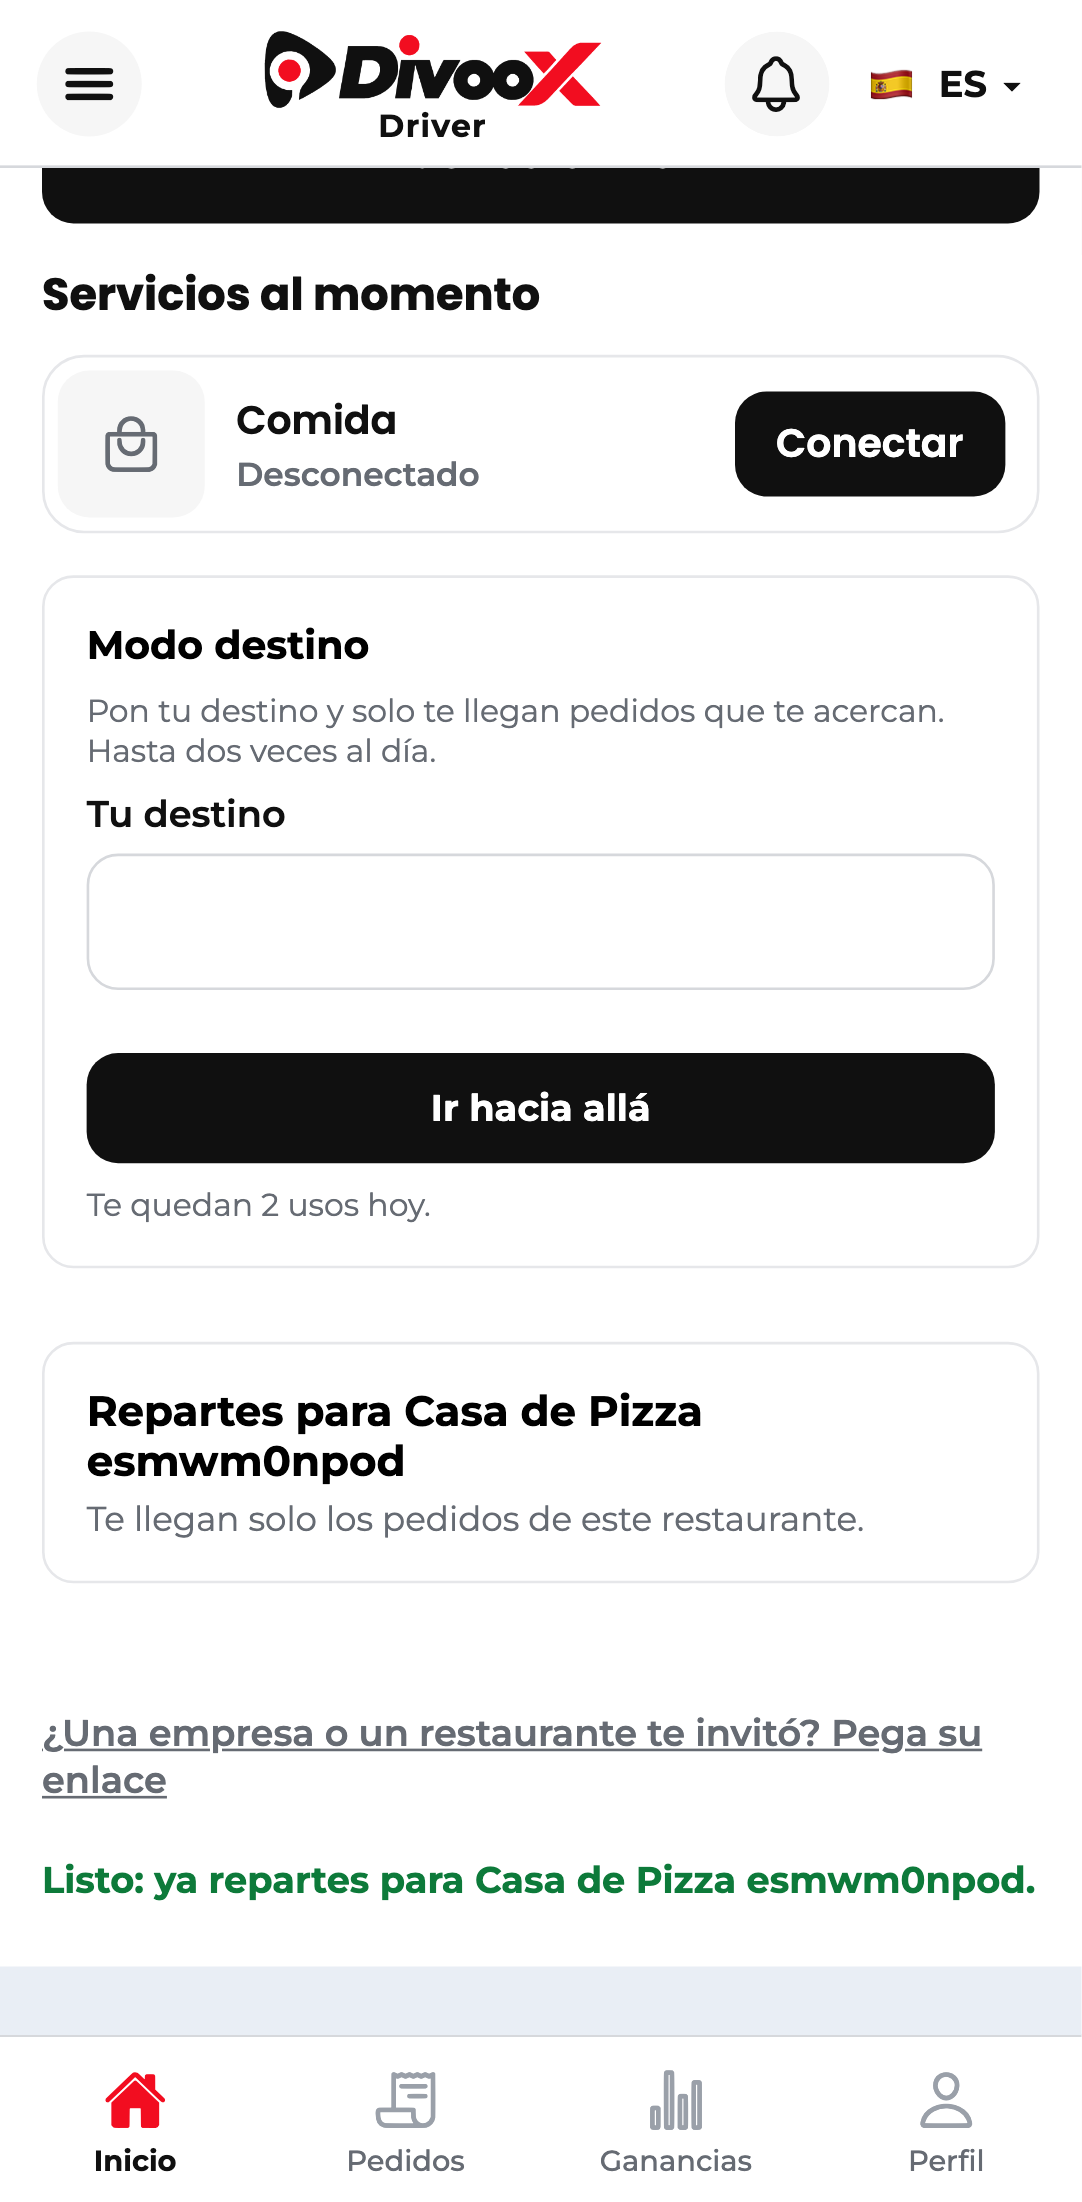 DivooX
Driver
ES
Servicios al momento
Comida
Desconectado
Conectar
Modo destino
Pon tu destino y solo te llegan pedidos que te acercan.
Hasta dos veces al día.
Tu destino
Ir hacia allá
Te quedan 2 usos hoy.
Repartes para Casa de Pizza
esmwm0npod
Te llegan solo los pedidos de este restaurante.
¿Una empresa o un restaurante te invitó? Pega su
enlace
Listo: ya repartes para Casa de Pizza esmwm0npod.
Inicio
Pedidos
Ganancias
Perfil